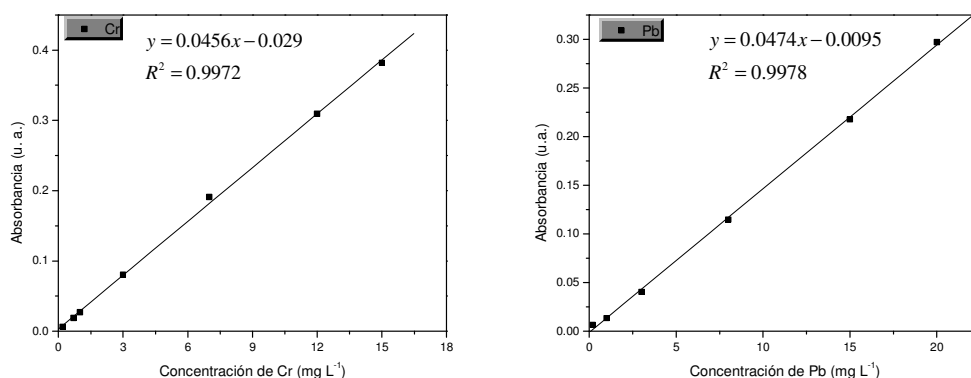 Cr
y = 0.0456x − 0.029
R² = 0.9972
Absorbancia (u. a.)
0.4
0.3
0.2
0.1
0.0
0 3 6 9 12 15 18
Concentración de Cr (mg L⁻¹)
Pb
y = 0.0474x − 0.0095
R² = 0.9978
Absorbancia (u.a.)
0.30
0.25
0.20
0.15
0.10
0.05
0.00
0 5 10 15 20
Concentración de Pb (mg L⁻¹)